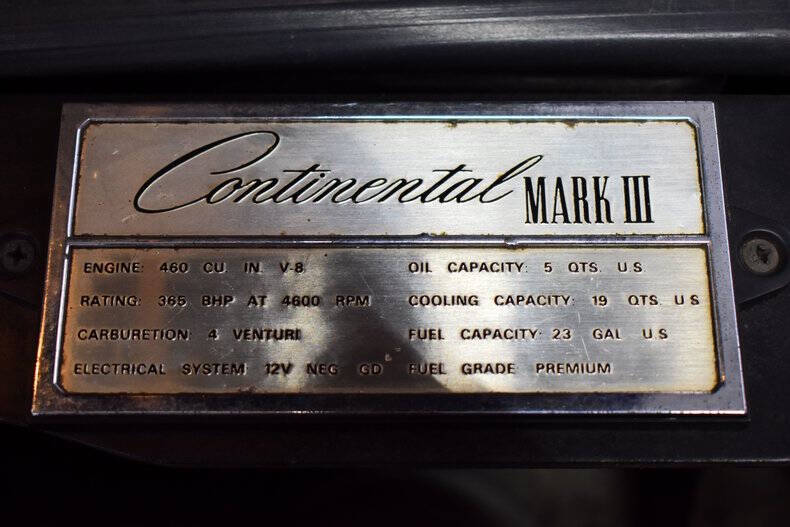 Continental MARK III
ENGINE: 460 CU. IN. V-8 OIL CAPACITY: 5 QTS. U.S.
RATING: 365 BHP AT 4600 RPM COOLING CAPACITY: 19 QTS. U.S
CARBURETION: 4 VENTURI FUEL CAPACITY: 23 GAL U.S
ELECTRICAL SYSTEM: 12V NEG GD FUEL GRADE PREMIUM